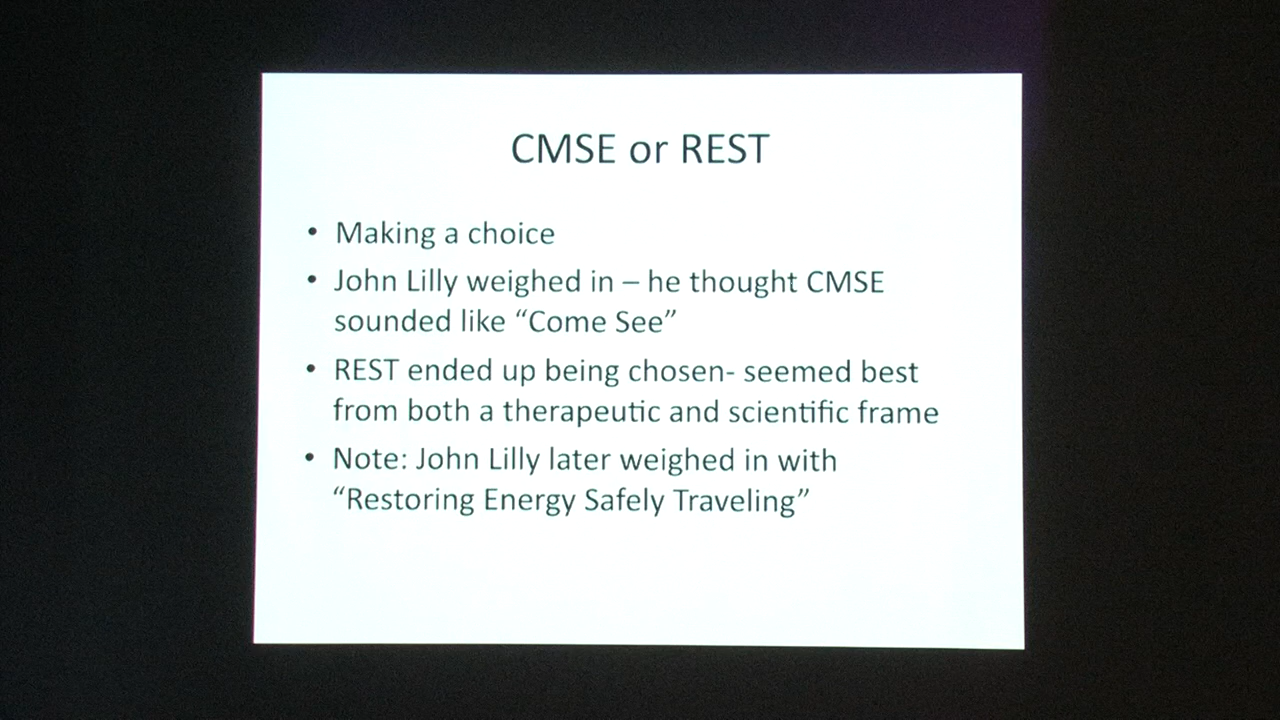 CMSE or REST
• Making a choice
• John Lilly weighed in – he thought CMSE
sounded like “Come See”
• REST ended up being chosen- seemed best
from both a therapeutic and scientific frame
• Note: John Lilly later weighed in with
“Restoring Energy Safely Traveling”